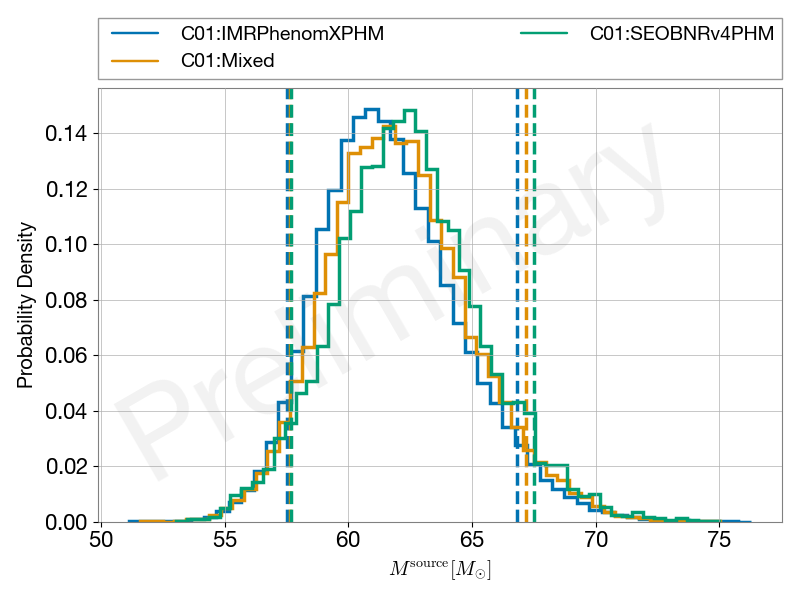 C01:IMRPhenomXPHM
C01:SEOBNRv4PHM
C01:Mixed
Probability Density
0.14
0.12
0.10
0.08
0.06
0.04
0.02
0.00
50 55 60 65 70 75
M^source [M_⊙]
Preliminary